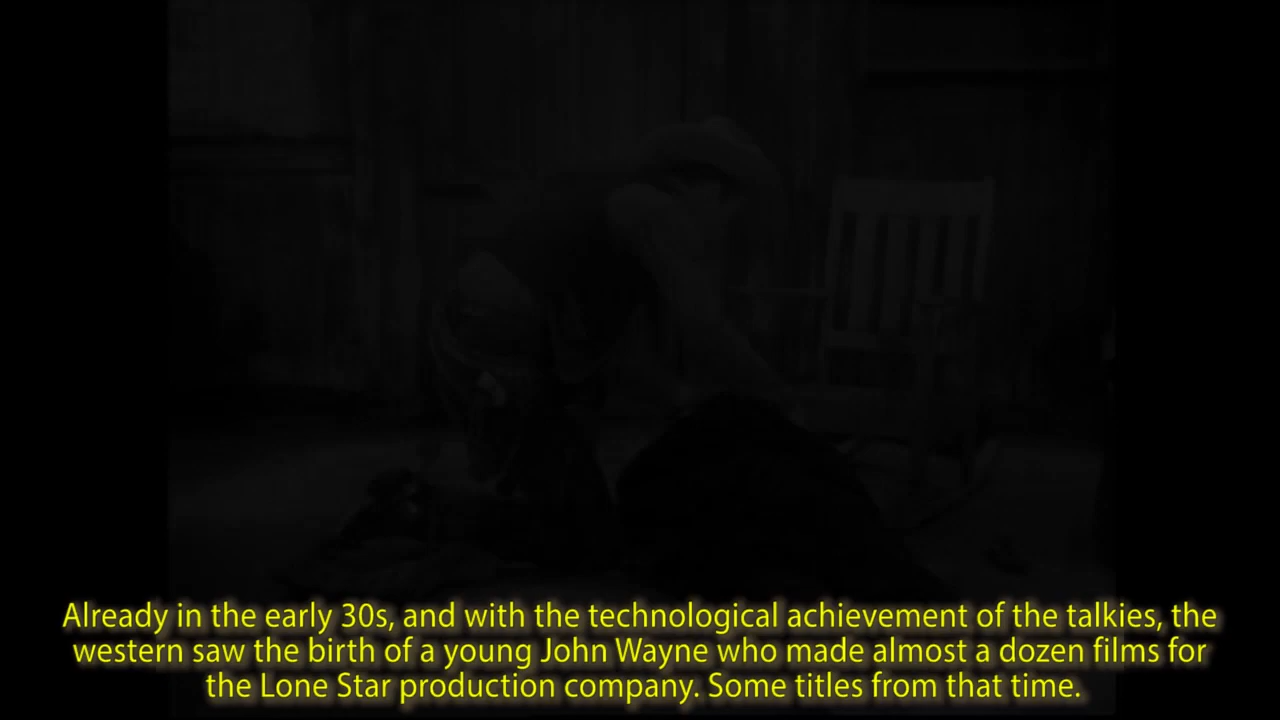 Already in the early 30s, and with the technological achievement of the talkies, the
western saw the birth of a young John Wayne who made almost a dozen films for
the Lone Star production company. Some titles from that time.